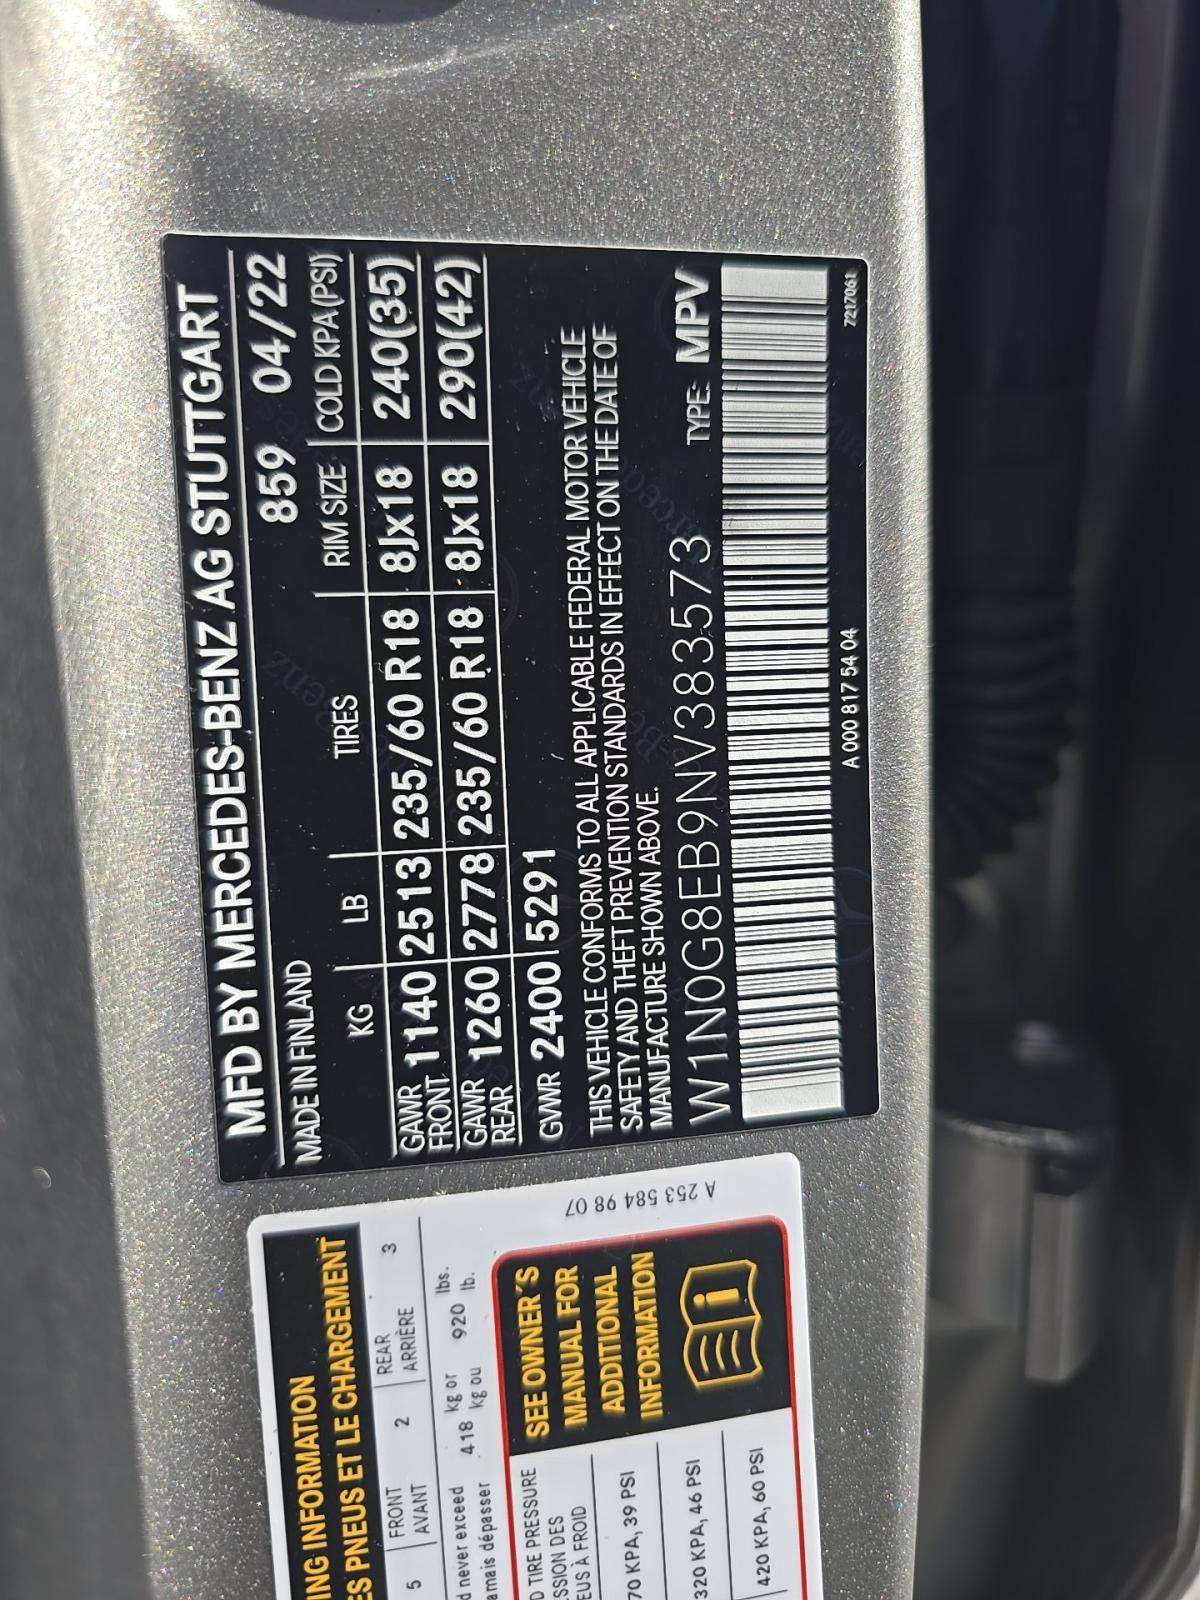 MFD BY MERCEDES-BENZ AG STUTTGART
MADE IN FINLAND 859 04/22
KG LB TIRES RIM SIZE COLD KPA(PSI)
GAWR FRONT 1140 2513 235/60 R18 8Jx18 240(35)
GAWR REAR 1260 2778 235/60 R18 8Jx18 290(42)
GVWR 2400 5291
THIS VEHICLE CONFORMS TO ALL APPLICABLE FEDERAL MOTOR VEHICLE
SAFETY AND THEFT PREVENTION STANDARDS IN EFFECT ON THE DATE OF
MANUFACTURE SHOWN ABOVE.
W1N0G8EB9NV383573 TYPE: MPV
A 000 817 54 04 7217061
INFORMATION
PNEUS ET LE CHARGEMENT
5 FRONT AVANT 2 REAR ARRIÈRE 3
never exceed 418 kg or 920 lbs.
dépasser kg ou lb.
TIRE PRESSURE
DES
À FROID
KPA, 39 PSI
320 KPA, 46 PSI
420 KPA, 60 PSI
SEE OWNER'S
MANUAL FOR
ADDITIONAL
INFORMATION
A 253 584 98 07